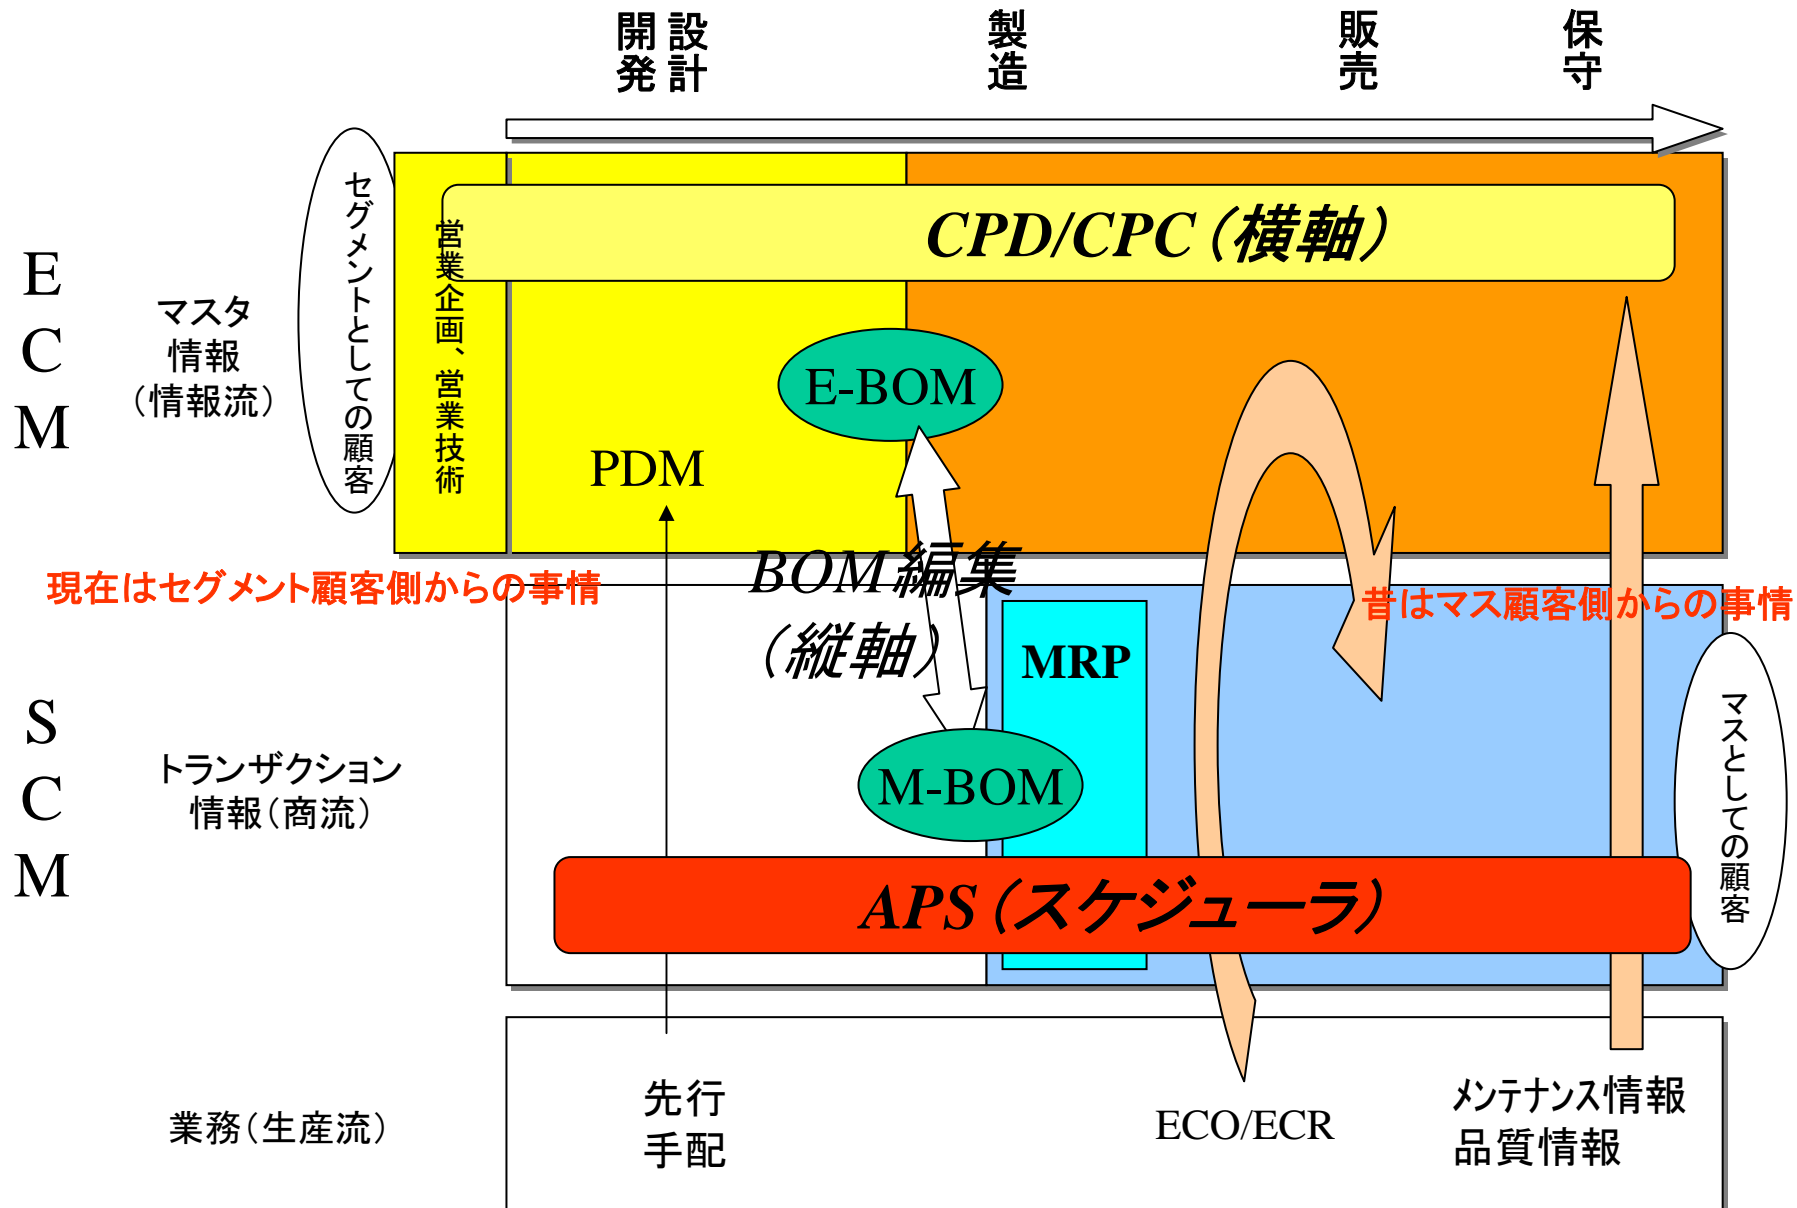 開発
設計
製造
販売
保守
ECM
マスタ
情報
（情報流）
セグメントとしての顧客
営業企画、営業技術
CPD/CPC（横軸）
E-BOM
PDM
BOM編集
（縦軸）
現在はセグメント顧客側からの事情
昔はマス顧客側からの事情
SCM
トランザクション
情報（商流）
MRP
M-BOM
マスとしての顧客
APS（スケジューラ）
業務（生産流）
先行
手配
ECO/ECR
メンテナンス情報
品質情報